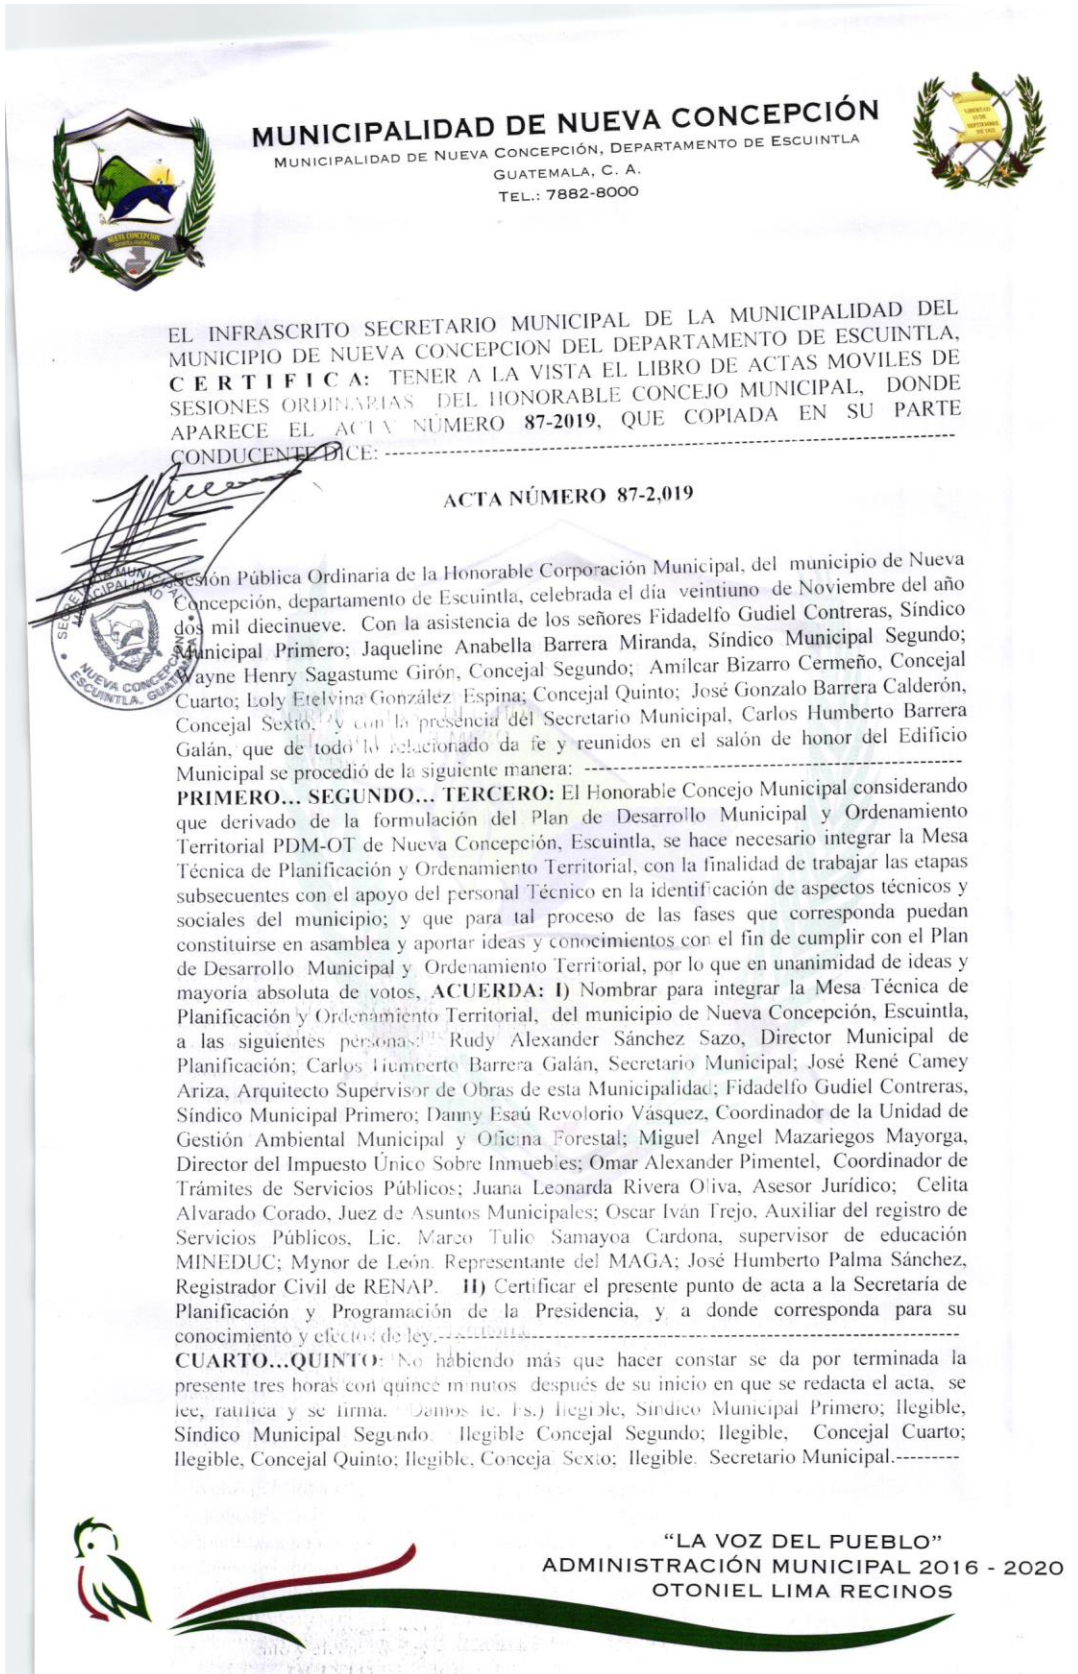 MUNICIPALIDAD DE NUEVA CONCEPCIÓN
MUNICIPALIDAD DE NUEVA CONCEPCIÓN, DEPARTAMENTO DE ESCUINTLA
GUATEMALA, C. A.
TEL.: 7882-8000
LIBERTAD
15 DE
SEPTIEMBRE
DE 1821
NUEVA CONCEPCION
EL INFRASCRITO SECRETARIO MUNICIPAL DE LA MUNICIPALIDAD DEL
MUNICIPIO DE NUEVA CONCEPCION DEL DEPARTAMENTO DE ESCUINTLA,
C E R T I F I C A: TENER A LA VISTA EL LIBRO DE ACTAS MOVILES DE
SESIONES ORDINARIAS DEL HONORABLE CONCEJO MUNICIPAL, DONDE
APARECE EL ACTA NÚMERO 87-2019, QUE COPIADA EN SU PARTE
CONDUCENTE DICE: ------------------------------------------------------------
ACTA NÚMERO 87-2,019
Sesión Pública Ordinaria de la Honorable Corporación Municipal, del municipio de Nueva
Concepción, departamento de Escuintla, celebrada el día veintiuno de Noviembre del año
dos mil diecinueve. Con la asistencia de los señores Fidadelfo Gudiel Contreras, Síndico
Municipal Primero; Jaqueline Anabella Barrera Miranda, Síndico Municipal Segundo;
Wayne Henry Sagastume Girón, Concejal Segundo; Amílcar Bizarro Cermeño, Concejal
Cuarto; Loly Etelvina González Espina; Concejal Quinto; José Gonzalo Barrera Calderón,
Concejal Sexto, y con la presencia del Secretario Municipal, Carlos Humberto Barrera
Galán, que de todo lo relacionado da fe y reunidos en el salón de honor del Edificio
Municipal se procedió de la siguiente manera: ------------------------------------------------
PRIMERO... SEGUNDO... TERCERO: El Honorable Concejo Municipal considerando
que derivado de la formulación del Plan de Desarrollo Municipal y Ordenamiento
Territorial PDM-OT de Nueva Concepción, Escuintla, se hace necesario integrar la Mesa
Técnica de Planificación y Ordenamiento Territorial, con la finalidad de trabajar las etapas
subsecuentes con el apoyo del personal Técnico en la identificación de aspectos técnicos y
sociales del municipio; y que para tal proceso de las fases que corresponda puedan
constituirse en asamblea y aportar ideas y conocimientos con el fin de cumplir con el Plan
de Desarrollo Municipal y Ordenamiento Territorial, por lo que en unanimidad de ideas y
mayoría absoluta de votos, ACUERDA: I) Nombrar para integrar la Mesa Técnica de
Planificación y Ordenamiento Territorial, del municipio de Nueva Concepción, Escuintla,
a las siguientes personas: Rudy Alexander Sánchez Sazo, Director Municipal de
Planificación; Carlos Humberto Barrera Galán, Secretario Municipal; José René Camey
Ariza, Arquitecto Supervisor de Obras de esta Municipalidad; Fidadelfo Gudiel Contreras,
Síndico Municipal Primero; Danny Esaú Revolorio Vásquez, Coordinador de la Unidad de
Gestión Ambiental Municipal y Oficina Forestal; Miguel Angel Mazariegos Mayorga,
Director del Impuesto Único Sobre Inmuebles; Omar Alexander Pimentel, Coordinador de
Trámites de Servicios Públicos; Juana Leonarda Rivera Oliva, Asesor Jurídico; Celita
Alvarado Corado, Juez de Asuntos Municipales; Oscar Iván Trejo, Auxiliar del registro de
Servicios Públicos, Lic. Marco Tulio Samayoa Cardona, supervisor de educación
MINEDUC; Mynor de León. Representante del MAGA; José Humberto Palma Sánchez,
Registrador Civil de RENAP. II) Certificar el presente punto de acta a la Secretaría de
Planificación y Programación de la Presidencia, y a donde corresponda para su
conocimiento y efectos de ley.----------------------------------------------------------------
CUARTO...QUINTO: No habiendo más que hacer constar se da por terminada la
presente tres horas con quince minutos después de su inicio en que se redacta el acta, se
lee, ratifica y se firma. Damos fe. Fs.) Ilegible, Síndico Municipal Primero; Ilegible,
Síndico Municipal Segundo. Ilegible Concejal Segundo; Ilegible, Concejal Cuarto;
Ilegible, Concejal Quinto; Ilegible, Concejal Sexto; Ilegible. Secretario Municipal.---------
SECRETARIA MUNICIPAL
MUNICIPALIDAD
NUEVA CONCEPCION
ESCUINTLA, GUATEMALA
“LA VOZ DEL PUEBLO”
ADMINISTRACIÓN MUNICIPAL 2016 - 2020
OTONIEL LIMA RECINOS